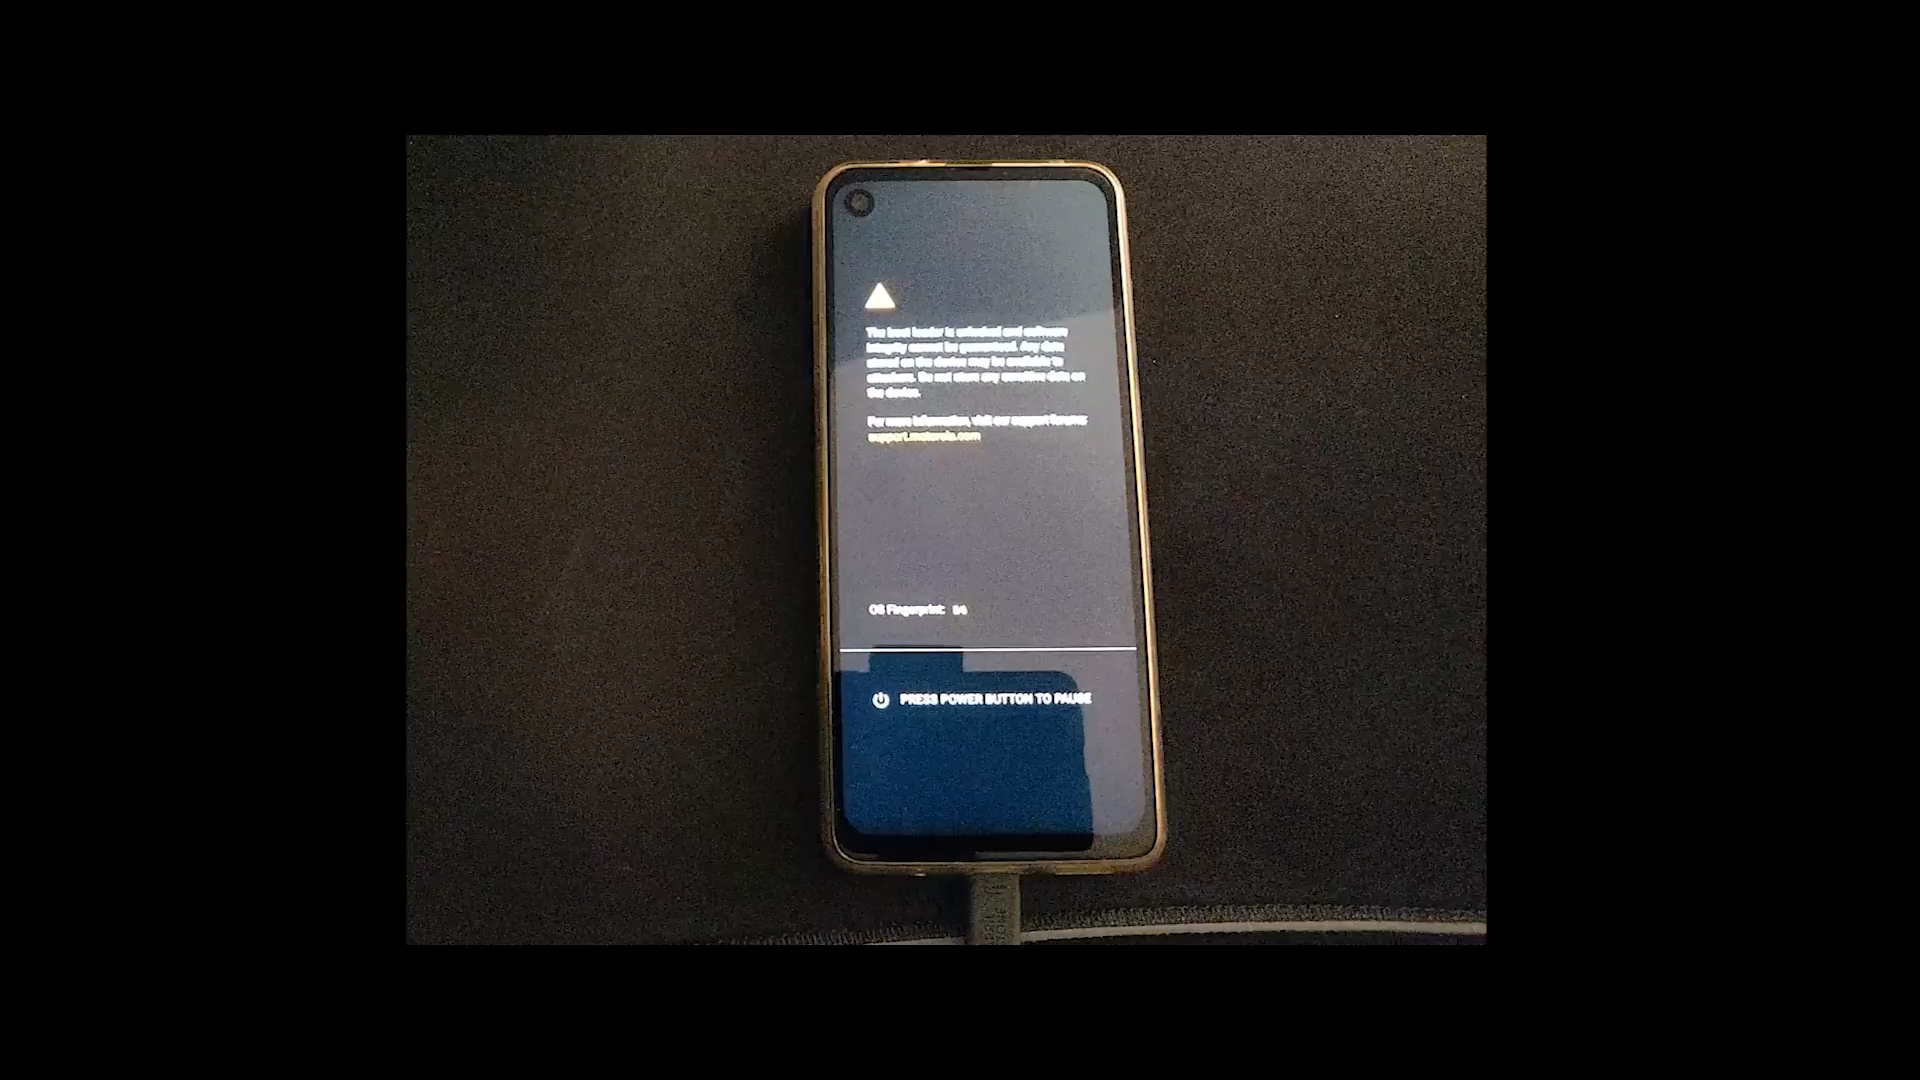 The boot loader is unlocked and software
integrity cannot be guaranteed. Any data
stored on the device may be available to
attackers. Do not store any sensitive data on
the device.
For more information, visit our support forums:
support.motorola.com
OS Fingerprint:
PRESS POWER BUTTON TO PAUSE